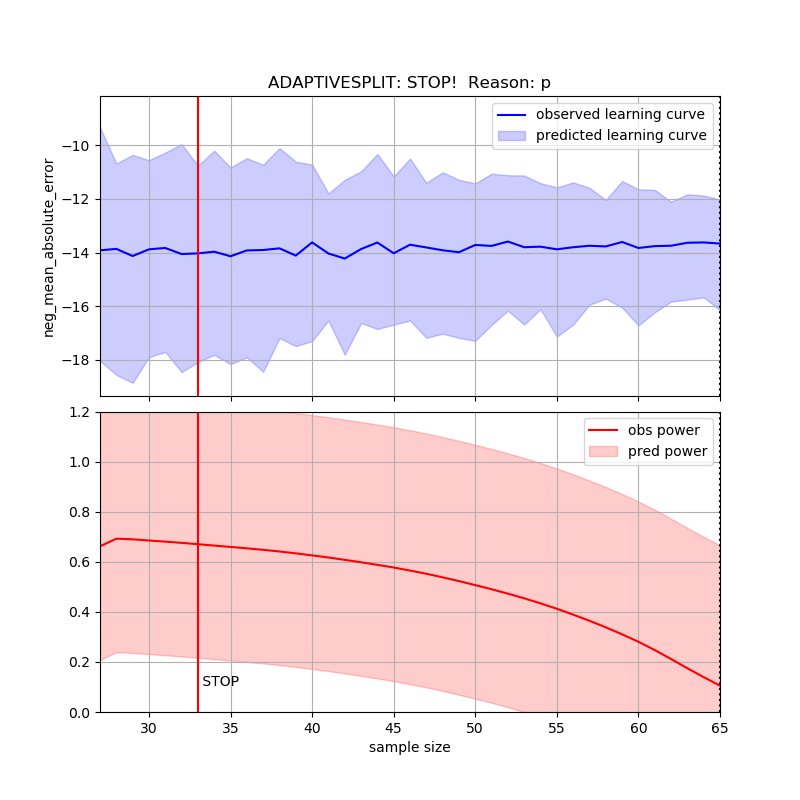 ADAPTIVESPLIT: STOP!  Reason: p
observed learning curve
predicted learning curve
neg_mean_absolute_error
−10
−12
−14
−16
−18
obs power
pred power
1.2
1.0
0.8
0.6
0.4
0.2
0.0
STOP
30 35 40 45 50 55 60 65
sample size